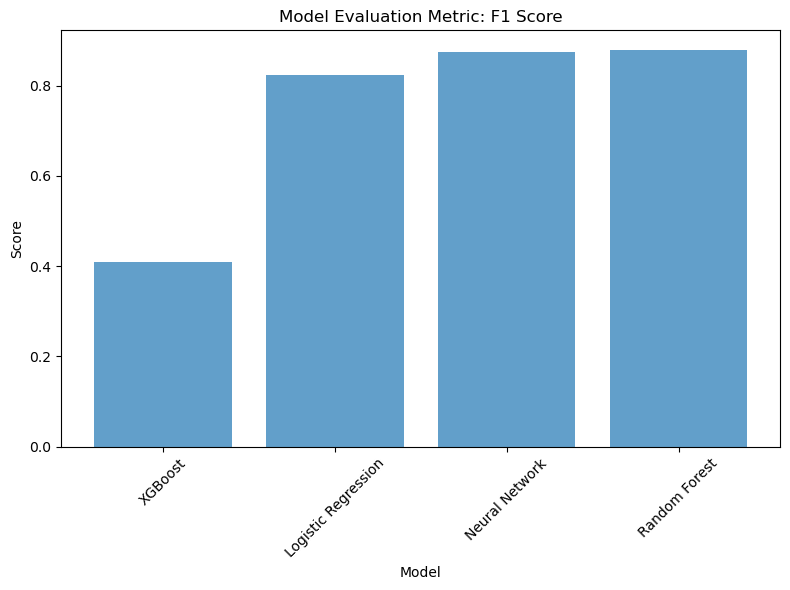 Model Evaluation Metric: F1 Score
Score
0.8
0.6
0.4
0.2
0.0
XGBoost
Logistic Regression
Neural Network
Random Forest
Model